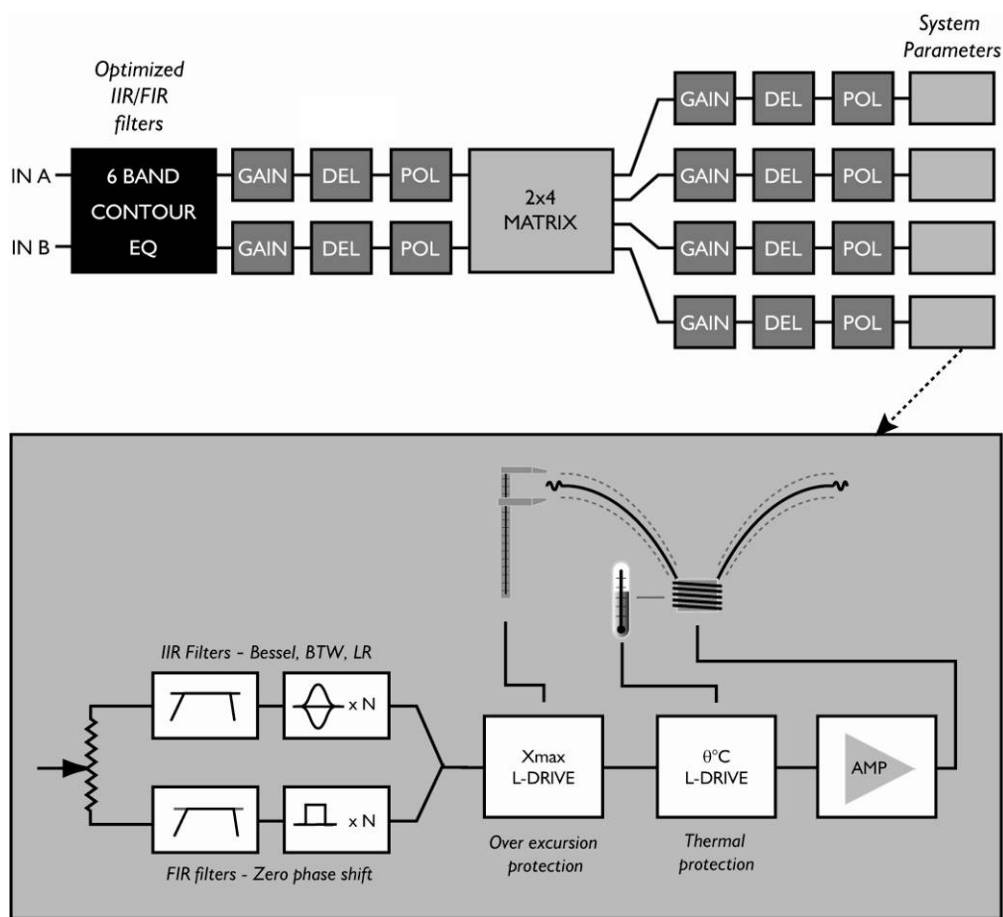 System
Parameters
Optimized
IIR/FIR
filters
GAIN DEL POL
IN A 6 BAND GAIN DEL POL 2x4 GAIN DEL POL
CONTOUR MATRIX
IN B EQ GAIN DEL POL GAIN DEL POL
GAIN DEL POL
IIR Filters - Bessel, BTW, LR
x N
Xmax
L-DRIVE
θ°C
L-DRIVE
AMP
x N
Over excursion
protection
Thermal
protection
FIR filters - Zero phase shift